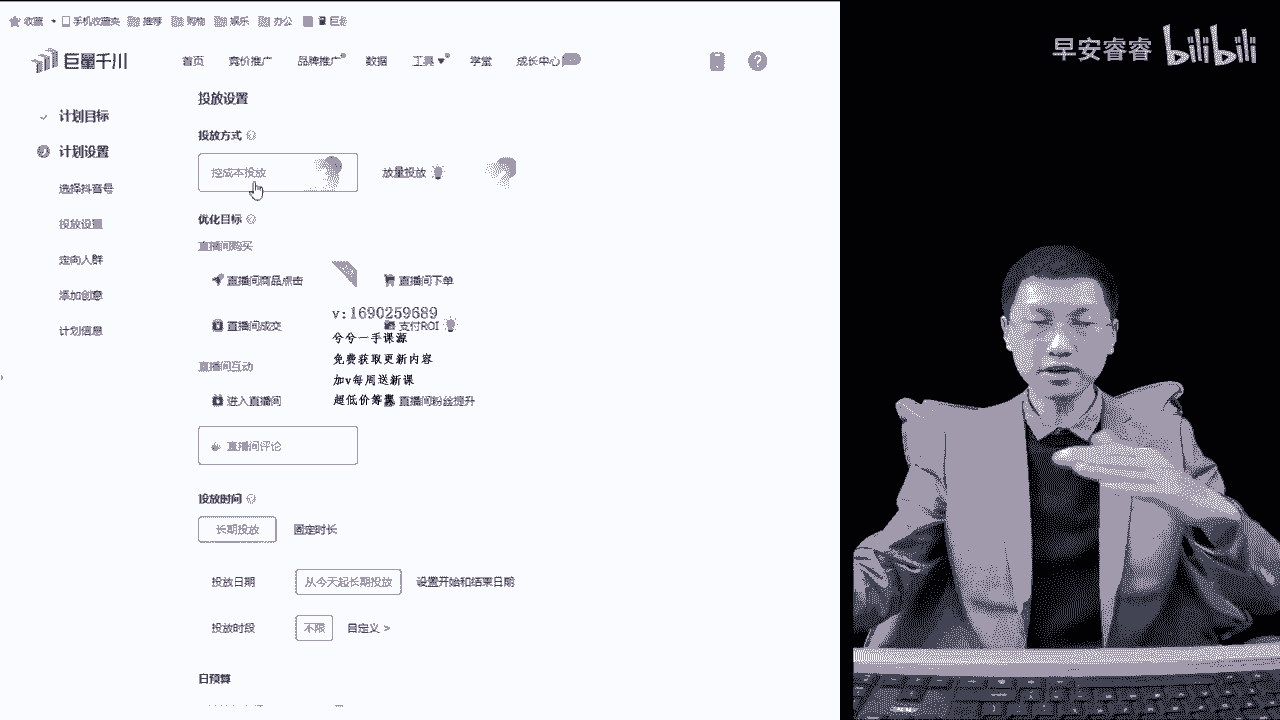 收藏 手机收藏夹 推荐 购物 娱乐 办公
早安睿睿 bilibili
巨量千川 首页 竞价推广 品牌推广 数据 工具 学堂 成长中心
计划目标
计划设置
选择抖音号
投放设置
定向人群
添加创意
计划信息
投放设置
投放方式
控成本投放 放量投放
优化目标
直播间购买
直播间商品点击 直播间下单
v:1690259689
直播间成交 支付ROI
兮兮一手课源
免费获取更新内容
直播间互动
加v每周送新课
超低价筹集
进入直播间 直播间粉丝提升
直播间评论
投放时间
长期投放 固定时长
投放日期 从今天起长期投放 设置开始和结束日期
投放时段 不限 自定义 >
日预算